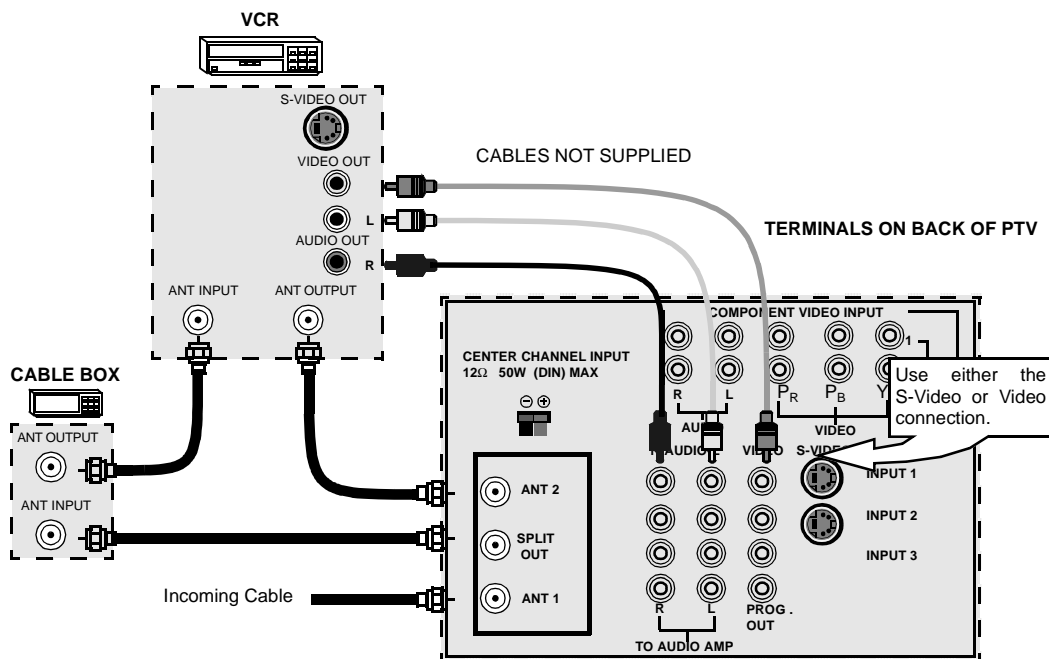 VCR
S-VIDEO OUT
VIDEO OUT
L
AUDIO OUT
R
ANT INPUT
ANT OUTPUT
CABLES NOT SUPPLIED
TERMINALS ON BACK OF PTV
CABLE BOX
ANT OUTPUT
ANT INPUT
Incoming Cable
COMPONENT VIDEO INPUT
1
CENTER CHANNEL INPUT
12Ω 50W (DIN) MAX
R
L
PR
PB
Y
VIDEO
Use either the
S-Video or Video
connection.
INPUT 1
INPUT 2
INPUT 3
ANT 2
SPLIT
OUT
ANT 1
R
L
PROG .
OUT
TO AUDIO AMP